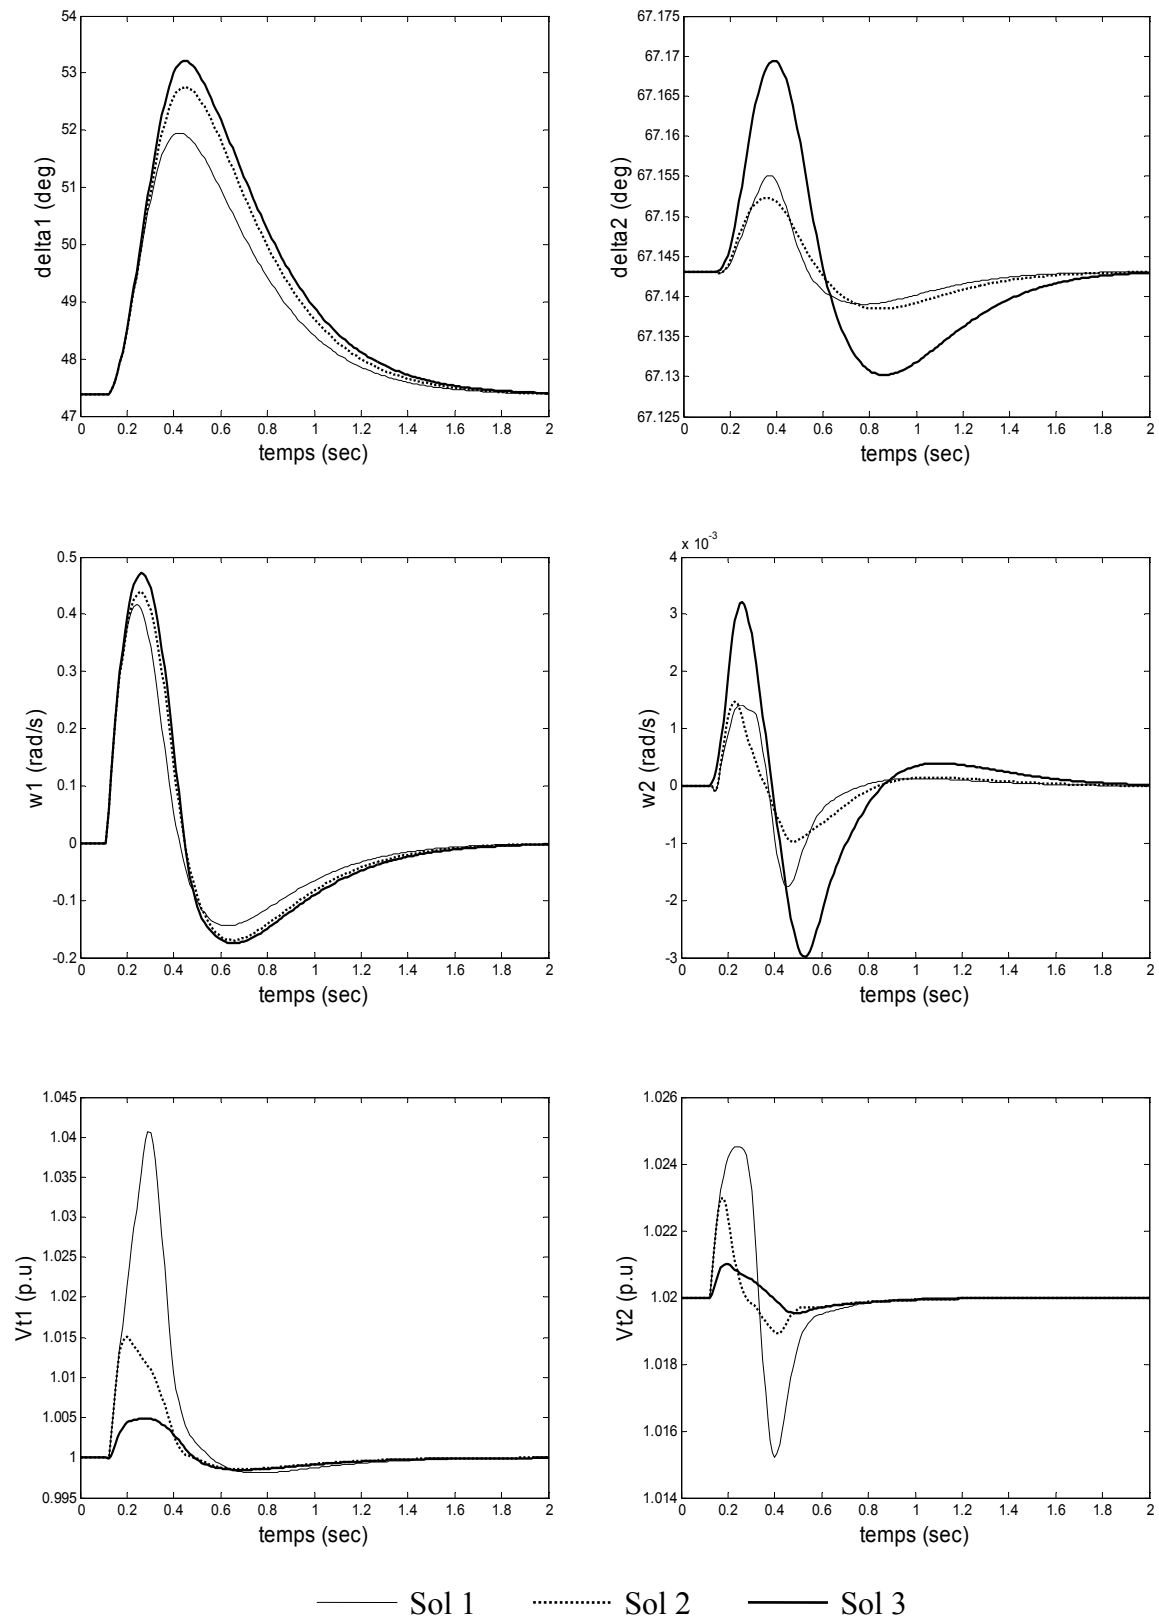 54
53
52
51
50
49
48
47
0 0.2 0.4 0.6 0.8 1 1.2 1.4 1.6 1.8 2
temps (sec)
delta1 (deg)
67.175
67.17
67.165
67.16
67.155
67.15
67.145
67.14
67.135
67.13
67.125
0 0.2 0.4 0.6 0.8 1 1.2 1.4 1.6 1.8 2
temps (sec)
delta2 (deg)
0.5
0.4
0.3
0.2
0.1
0
-0.1
-0.2
0 0.2 0.4 0.6 0.8 1 1.2 1.4 1.6 1.8 2
temps (sec)
w1 (rad/s)
x 10-3
4
3
2
1
0
-1
-2
-3
0 0.2 0.4 0.6 0.8 1 1.2 1.4 1.6 1.8 2
temps (sec)
w2 (rad/s)
1.045
1.04
1.035
1.03
1.025
1.02
1.015
1.01
1.005
1
0.995
0 0.2 0.4 0.6 0.8 1 1.2 1.4 1.6 1.8 2
temps (sec)
Vt1 (p.u)
1.026
1.024
1.022
1.02
1.018
1.016
1.014
0 0.2 0.4 0.6 0.8 1 1.2 1.4 1.6 1.8 2
temps (sec)
Vt2 (p.u)
Sol 1 Sol 2 Sol 3